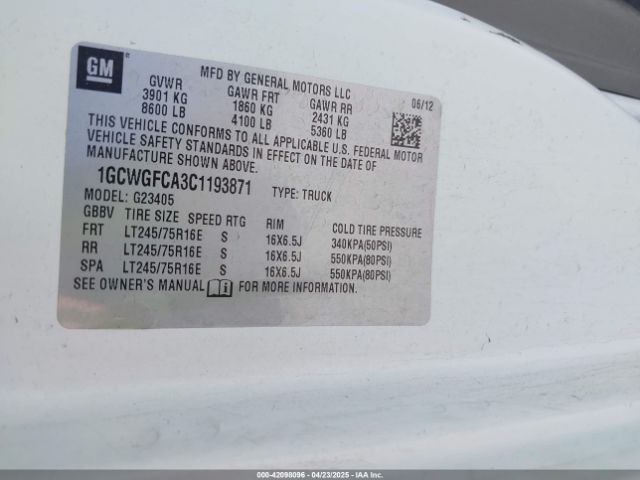 GM
MFD BY GENERAL MOTORS LLC
06/12
GVWR GAWR FRT GAWR RR
3901 KG 1860 KG 2431 KG
8600 LB 4100 LB 5360 LB
THIS VEHICLE CONFORMS TO ALL APPLICABLE U.S. FEDERAL MOTOR
VEHICLE SAFETY STANDARDS IN EFFECT ON THE DATE OF
MANUFACTURE SHOWN ABOVE.
1GCWGFCA3C1193871 TYPE: TRUCK
MODEL: G23405
GBBV TIRE SIZE SPEED RTG RIM COLD TIRE PRESSURE
FRT LT245/75R16E S 16X6.5J 340KPA(50PSI)
RR LT245/75R16E S 16X6.5J 550KPA(80PSI)
SPA LT245/75R16E S 16X6.5J 550KPA(80PSI)
SEE OWNER'S MANUAL FOR MORE INFORMATION.
000-42098096 - 04/23/2025 - IAA, Inc.